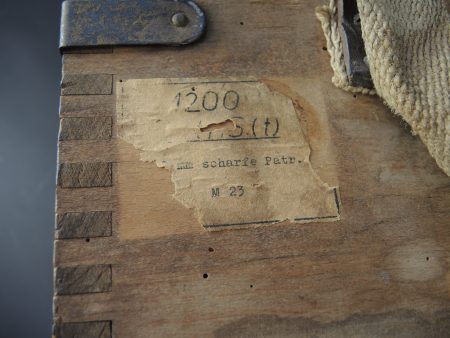 1200
(t)
scharfe Patr.
M 23